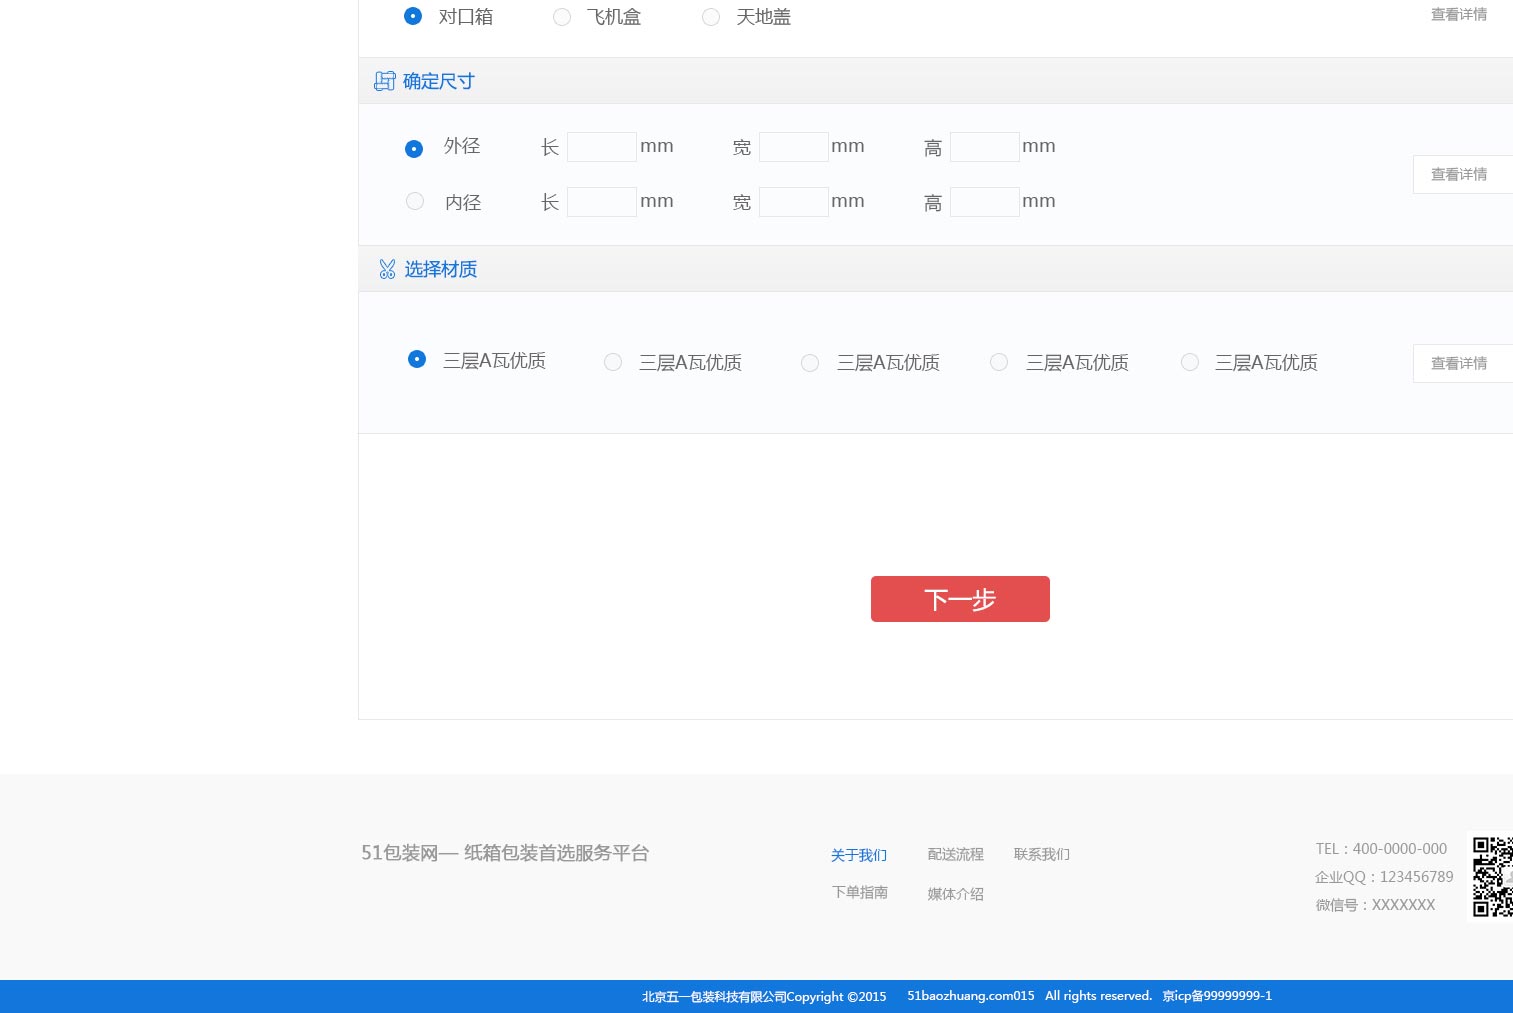 对口箱 飞机盒 天地盖 查看详情
确定尺寸
外径 长 mm 宽 mm 高 mm
查看详情
内径 长 mm 宽 mm 高 mm
选择材质
三层A瓦优质 三层A瓦优质 三层A瓦优质 三层A瓦优质 三层A瓦优质 查看详情
下一步
51包装网— 纸箱包装首选服务平台 关于我们 配送流程 联系我们 TEL：400-0000-000
企业QQ：123456789
下单指南 媒体介绍
微信号：XXXXXXX
北京五一包装科技有限公司Copyright ©2015 51baozhuang.com015 All rights reserved. 京icp备99999999-1